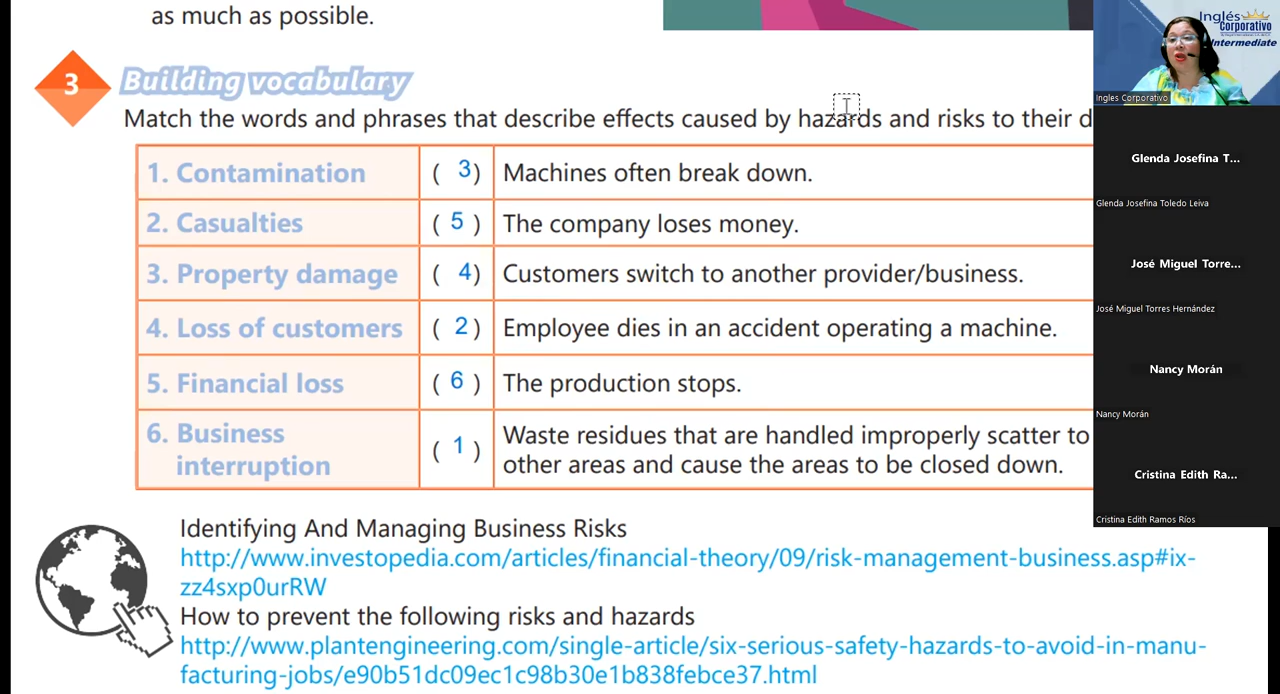 as much as possible.
3 Building vocabulary
Match the words and phrases that describe effects caused by hazards and risks to their d
1. Contamination ( 3 ) Machines often break down.
2. Casualties ( 5 ) The company loses money.
3. Property damage ( 4 ) Customers switch to another provider/business.
4. Loss of customers ( 2 ) Employee dies in an accident operating a machine.
5. Financial loss ( 6 ) The production stops.
6. Business
interruption
( 1 )
Waste residues that are handled improperly scatter to
other areas and cause the areas to be closed down.
Identifying And Managing Business Risks
http://www.investopedia.com/articles/financial-theory/09/risk-management-business.asp#ix-
zz4sxp0urRW
How to prevent the following risks and hazards
http://www.plantengineering.com/single-article/six-serious-safety-hazards-to-avoid-in-manu-
facturing-jobs/e90b51dc09ec1c98b30e1b838febce37.html
Inglés
Corporativo
Intermediate
Ingles Corporativo
Glenda Josefina T...
Glenda Josefina Toledo Leiva
José Miguel Torre...
José Miguel Torres Hernández
Nancy Morán
Nancy Morán
Cristina Edith Ra...
Cristina Edith Ramos Ríos